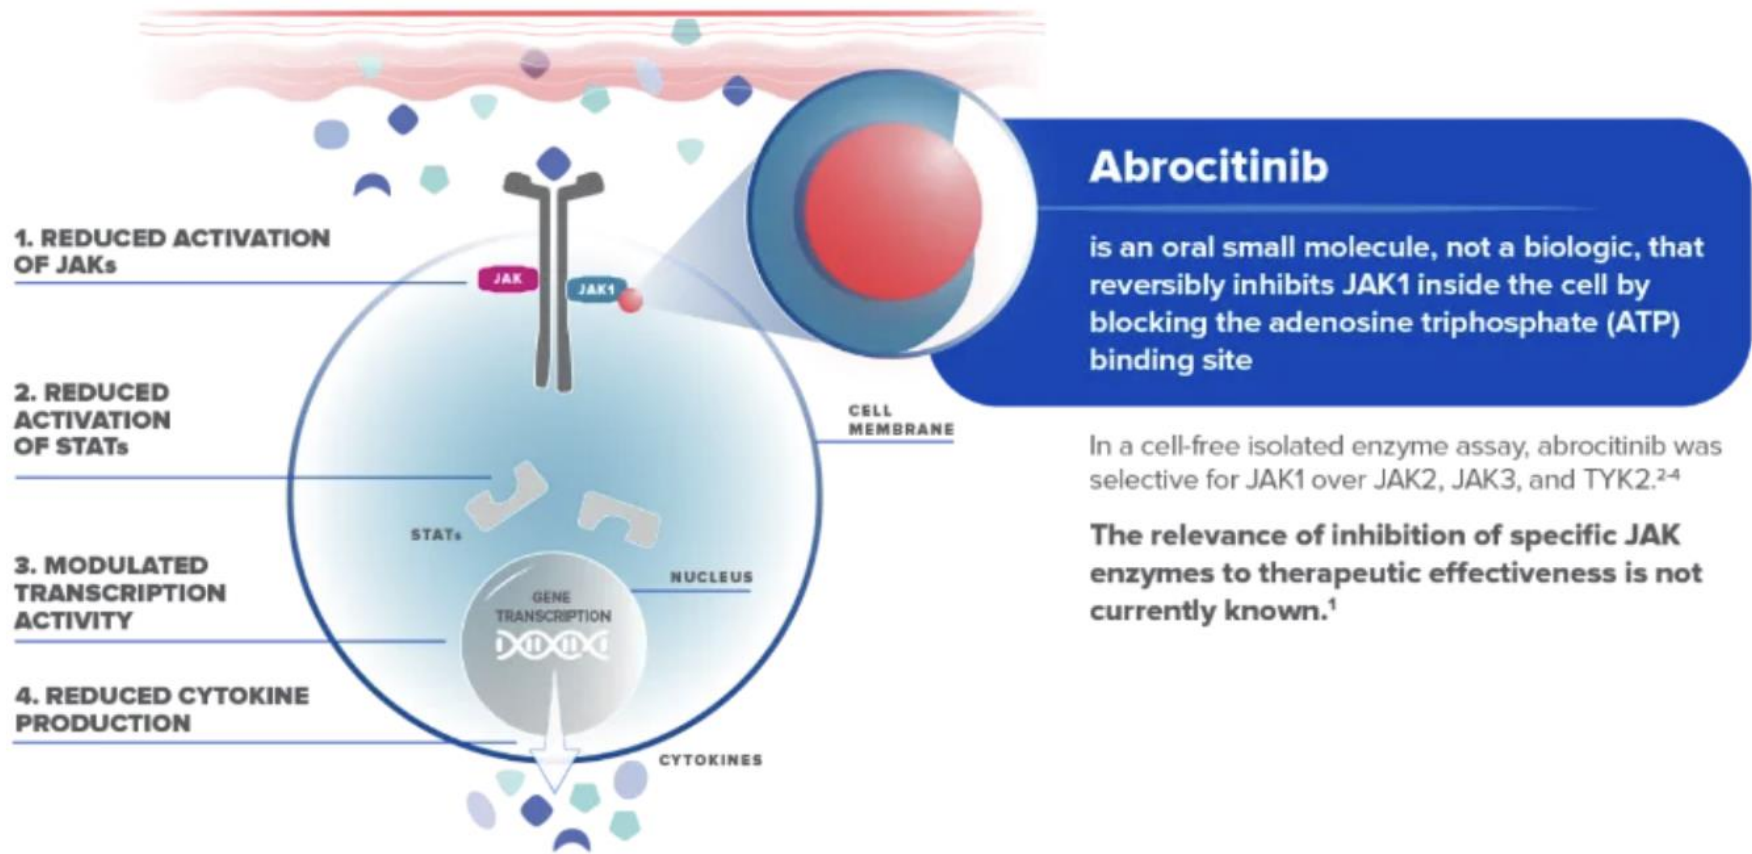 1. REDUCED ACTIVATION
OF JAKs
2. REDUCED
ACTIVATION
OF STATs
3. MODULATED
TRANSCRIPTION
ACTIVITY
4. REDUCED CYTOKINE
PRODUCTION
JAK
JAK1
STATs
GENE
TRANSCRIPTION
NUCLEUS
CELL
MEMBRANE
CYTOKINES
Abrocitinib
is an oral small molecule, not a biologic, that
reversibly inhibits JAK1 inside the cell by
blocking the adenosine triphosphate (ATP)
binding site
In a cell-free isolated enzyme assay, abrocitinib was
selective for JAK1 over JAK2, JAK3, and TYK2.²⁻⁴
The relevance of inhibition of specific JAK
enzymes to therapeutic effectiveness is not
currently known.¹